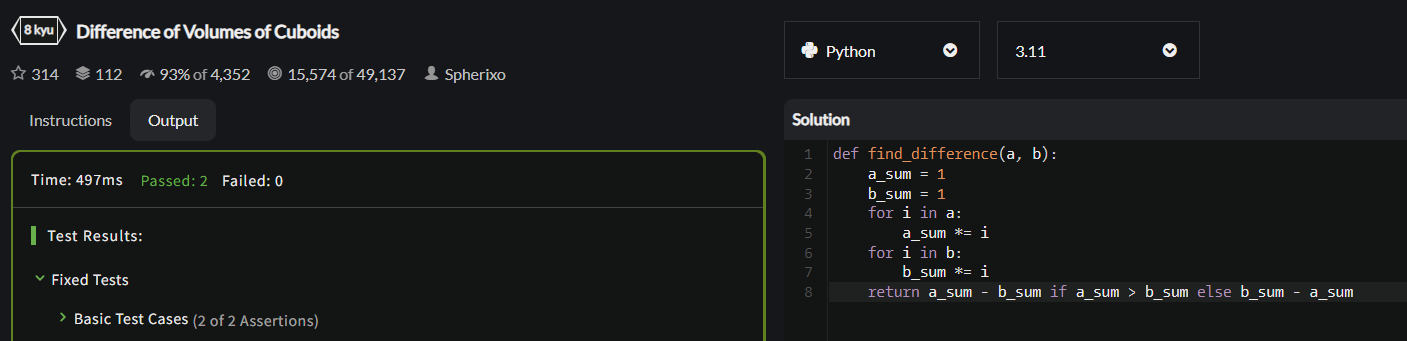 8 kyu Difference of Volumes of Cuboids
314 112 93% of 4,352 15,574 of 49,137 Spherixo
Instructions Output
Time: 497ms Passed: 2 Failed: 0
Test Results:
Fixed Tests
Basic Test Cases (2 of 2 Assertions)
Python 3.11
Solution
1 def find_difference(a, b):
2     a_sum = 1
3     b_sum = 1
4     for i in a:
5         a_sum *= i
6     for i in b:
7         b_sum *= i
8     return a_sum - b_sum if a_sum > b_sum else b_sum - a_sum